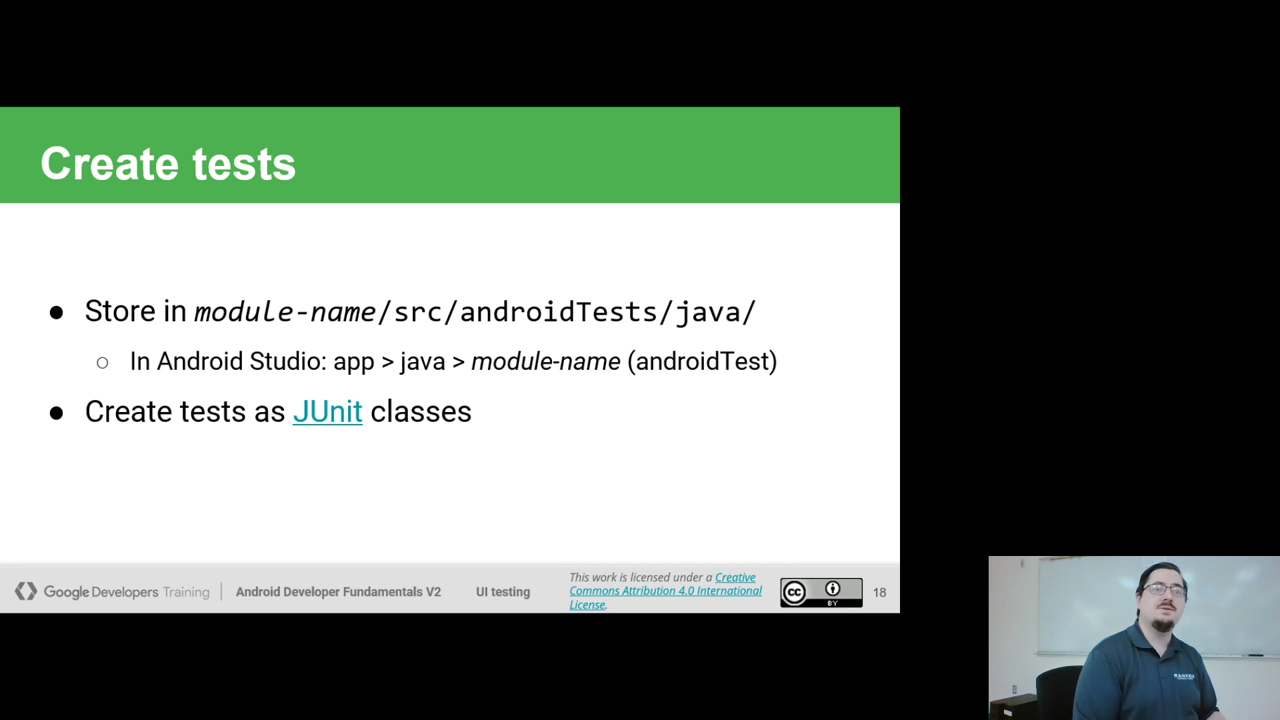 Create tests
● Store in module-name/src/androidTests/java/
○ In Android Studio: app > java > module-name (androidTest)
● Create tests as JUnit classes
Google Developers Training
Android Developer Fundamentals V2
UI testing
This work is licensed under a Creative
Commons Attribution 4.0 International
License.
cc
BY
18